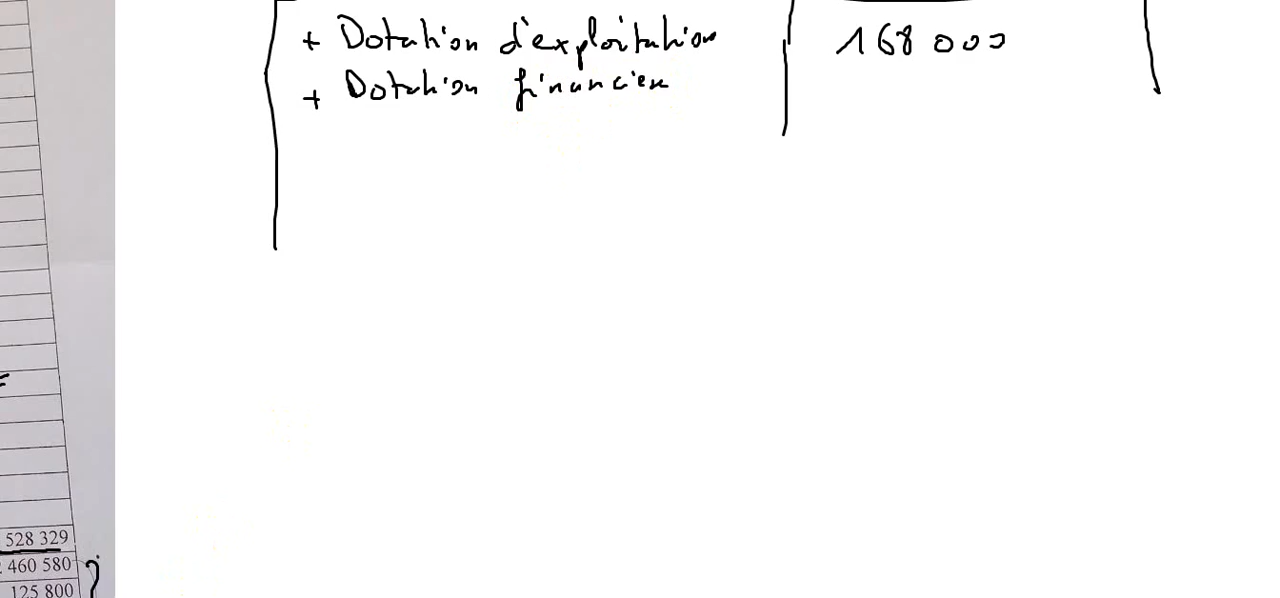 + Dotation d'exploitation 168 000
+ Dotation financière
528 329
460 580 ?
125 800